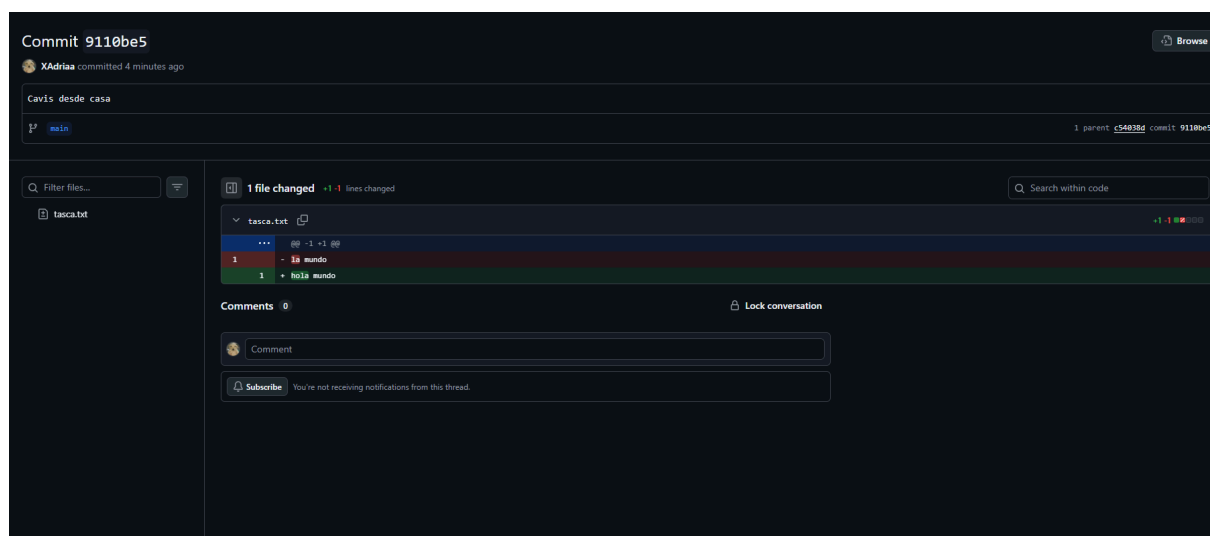 Commit 9110be5
Browse
XAdriaa committed 4 minutes ago
Cavis desde casa
main
1 parent c54038d commit 9110be5
Filter files...
tasca.txt
1 file changed +1 -1 lines changed
Search within code
tasca.txt
+1 -1
@@ -1 +1 @@
1 - la mundo
1 + hola mundo
Comments 0
Lock conversation
Comment
Subscribe You're not receiving notifications from this thread.